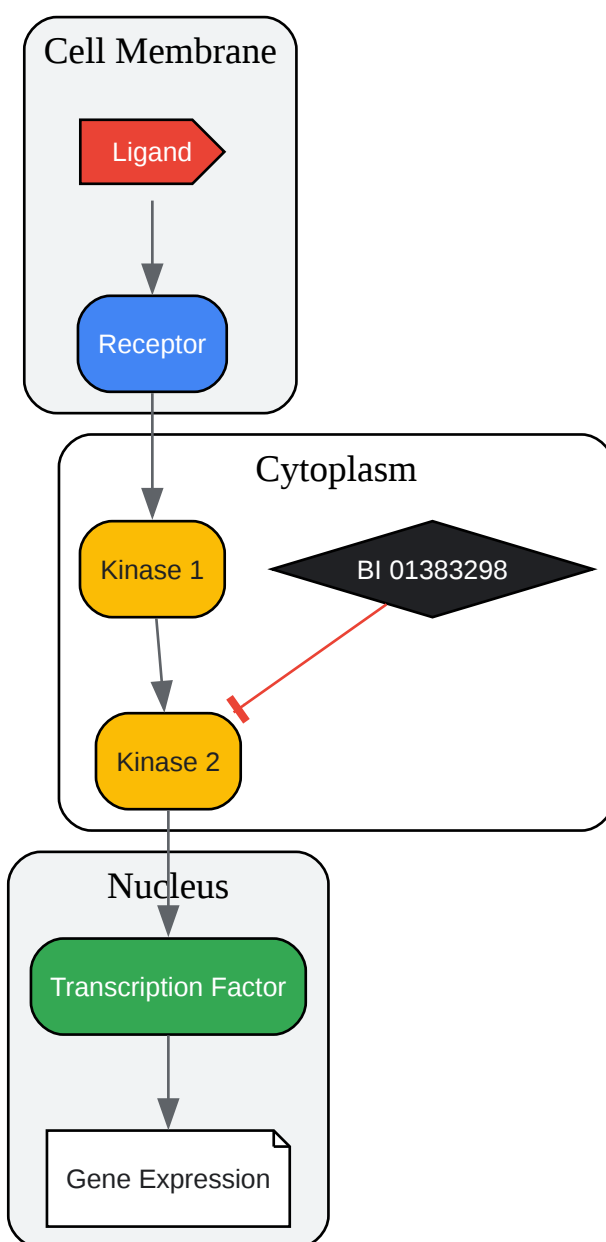 Cell Membrane
Ligand
Receptor
Cytoplasm
Kinase 1
BI 01383298
Kinase 2
Nucleus
Transcription Factor
Gene Expression